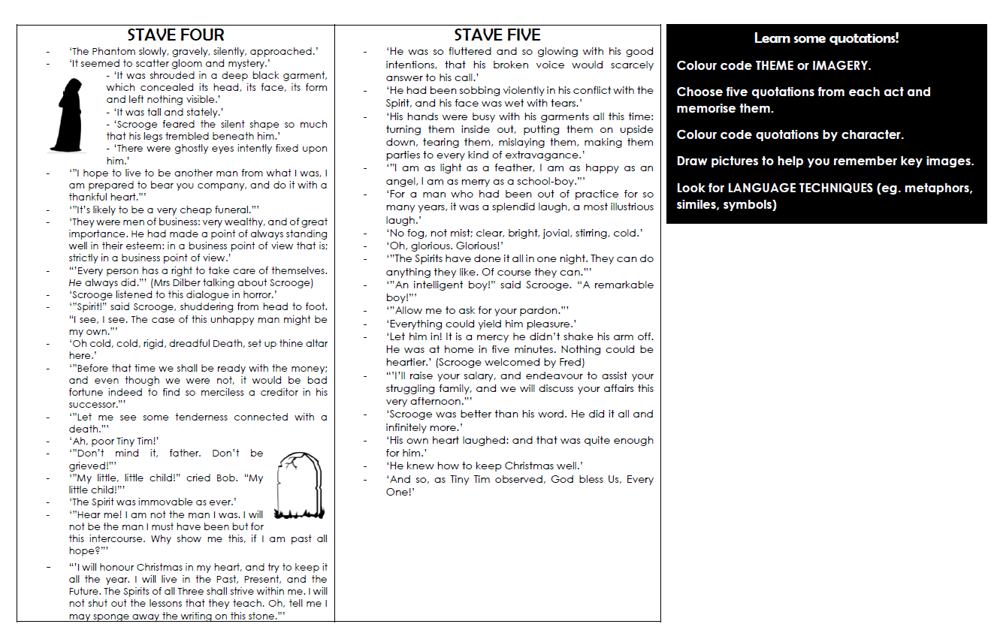 STAVE FOUR
- ‘The Phantom slowly, gravely, silently, approached.’
- ‘It seemed to scatter gloom and mystery.’
- ‘It was shrouded in a deep black garment,
which concealed its head, its face, its form
and left nothing visible.’
- ‘It was tall and stately.’
- ‘Scrooge feared the silent shape so much
that his legs trembled beneath him.’
- ‘There were ghostly eyes intently fixed upon
him.’
- ‘”I hope to live to be another man from what I was, I
am prepared to bear you company, and do it with a
thankful heart.”’
- ‘”It’s likely to be a very cheap funeral.”’
- ‘They were men of business: very wealthy, and of great
importance. He had made a point of always standing
well in their esteem: in a business point of view that is;
strictly in a business point of view.’
- “’Every person has a right to take care of themselves.
He always did.”’ (Mrs Dilber talking about Scrooge)
- ‘Scrooge listened to this dialogue in horror.’
- ‘”Spirit!” said Scrooge, shuddering from head to foot.
“I see, I see. The case of this unhappy man might be
my own.”’
- ‘Oh cold, cold, rigid, dreadful Death, set up thine altar
here.’
- ‘”Before that time we shall be ready with the money;
and even though we were not, it would be bad
fortune indeed to find so merciless a creditor in his
successor.”’
- ‘”Let me see some tenderness connected with a
death.”’
- ‘Ah, poor Tiny Tim!’
- ‘”Don’t mind it, father. Don’t be
grieved!”’
- ‘”My little, little child!” cried Bob. “My
little child!”’
- ‘The Spirit was immovable as ever.’
- ‘”Hear me! I am not the man I was. I will
not be the man I must have been but for
this intercourse. Why show me this, if I am past all
hope?”’
- “’I will honour Christmas in my heart, and try to keep it
all the year. I will live in the Past, Present, and the
Future. The Spirits of all Three shall strive within me. I will
not shut out the lessons that they teach. Oh, tell me I
may sponge away the writing on this stone.”’
STAVE FIVE
- ‘He was so fluttered and so glowing with his good
intentions, that his broken voice would scarcely
answer to his call.’
- ‘He had been sobbing violently in his conflict with the
Spirit, and his face was wet with tears.’
- ‘His hands were busy with his garments all this time:
turning them inside out, putting them on upside
down, tearing them, mislaying them, making them
parties to every kind of extravagance.’
- ‘”I am as light as a feather, I am as happy as an
angel, I am as merry as a school-boy.”’
- ‘For a man who had been out of practice for so
many years, it was a splendid laugh, a most illustrious
laugh.’
- ‘No fog, not mist; clear, bright, jovial, stirring, cold.’
- ‘Oh, glorious. Glorious!’
- ‘”The Spirits have done it all in one night. They can do
anything they like. Of course they can.”’
- ‘”An intelligent boy!” said Scrooge. “A remarkable
boy!”’
- ‘”Allow me to ask for your pardon.”’
- ‘Everything could yield him pleasure.’
- ‘Let him in! It is a mercy he didn’t shake his arm off.
He was at home in five minutes. Nothing could be
heartier.’ (Scrooge welcomed by Fred)
- “’I’ll raise your salary, and endeavour to assist your
struggling family, and we will discuss your affairs this
very afternoon.”’
- ‘Scrooge was better than his word. He did it all and
infinitely more.’
- ‘His own heart laughed: and that was quite enough
for him.’
- ‘He knew how to keep Christmas well.’
- ‘And so, as Tiny Tim observed, God bless Us, Every
One!’
Learn some quotations!
Colour code THEME or IMAGERY.
Choose five quotations from each act and
memorise them.
Colour code quotations by character.
Draw pictures to help you remember key images.
Look for LANGUAGE TECHNIQUES (eg. metaphors,
similes, symbols)